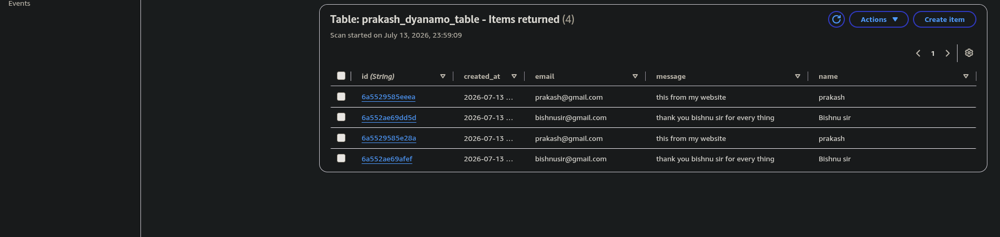 Events
Table: prakash_dyanamo_table - Items returned (4)
Actions
Create item
Scan started on July 13, 2026, 23:59:09
1
id (String) created_at email message name
6a5529585eeea 2026-07-13 ... prakash@gmail.com this from my website prakash
6a552ae69dd5d 2026-07-13 ... bishnusir@gmail.com thank you bishnu sir for every thing Bishnu sir
6a5529585e28a 2026-07-13 ... prakash@gmail.com this from my website prakash
6a552ae69afef 2026-07-13 ... bishnusir@gmail.com thank you bishnu sir for every thing Bishnu sir